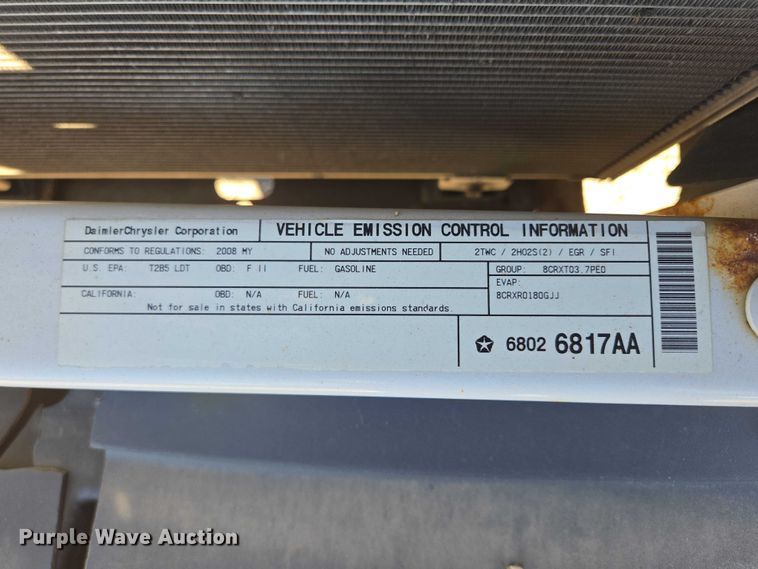 DaimlerChrysler Corporation VEHICLE EMISSION CONTROL INFORMATION
CONFORMS TO REGULATIONS: 2008 MY NO ADJUSTMENTS NEEDED 2TWC / 2HO2S(2) / EGR / SFI
U.S. EPA: T2B5 LDT OBD: F II FUEL: GASOLINE GROUP: 8CRXT03.7PE0
EVAP:
CALIFORNIA: OBD: N/A FUEL: N/A 8CRXR0180GJJ
Not for sale in states with California emissions standards.
6802 6817AA
Purple Wave Auction